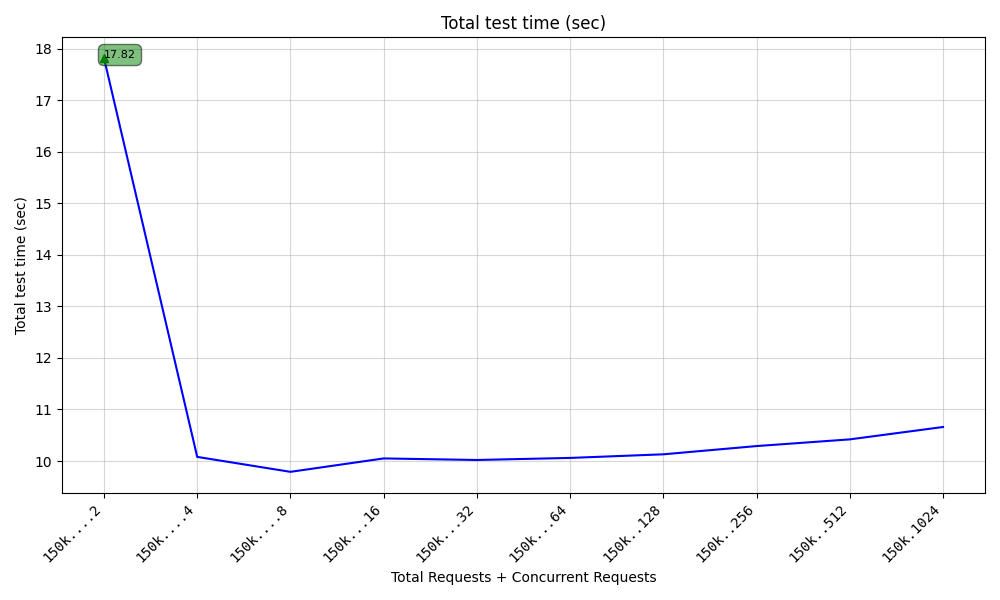 Total test time (sec)
Total test time (sec)
18
17
16
15
14
13
12
11
10
17.82
150k....2
150k....4
150k....8
150k...16
150k...32
150k...64
150k..128
150k..256
150k..512
150k.1024
Total Requests + Concurrent Requests